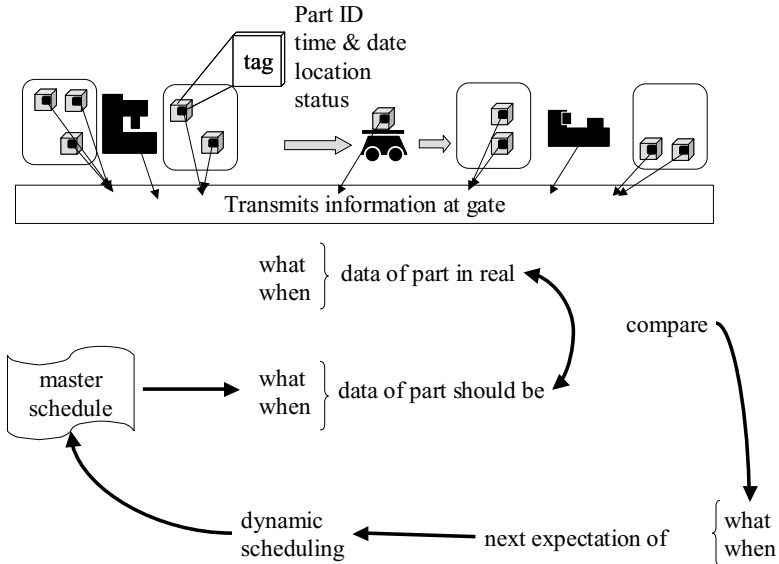 Part ID
time & date
location
status
tag
Transmits information at gate
what
when
data of part in real
compare
master
schedule
what
when
data of part should be
dynamic
scheduling
next expectation of
what
when